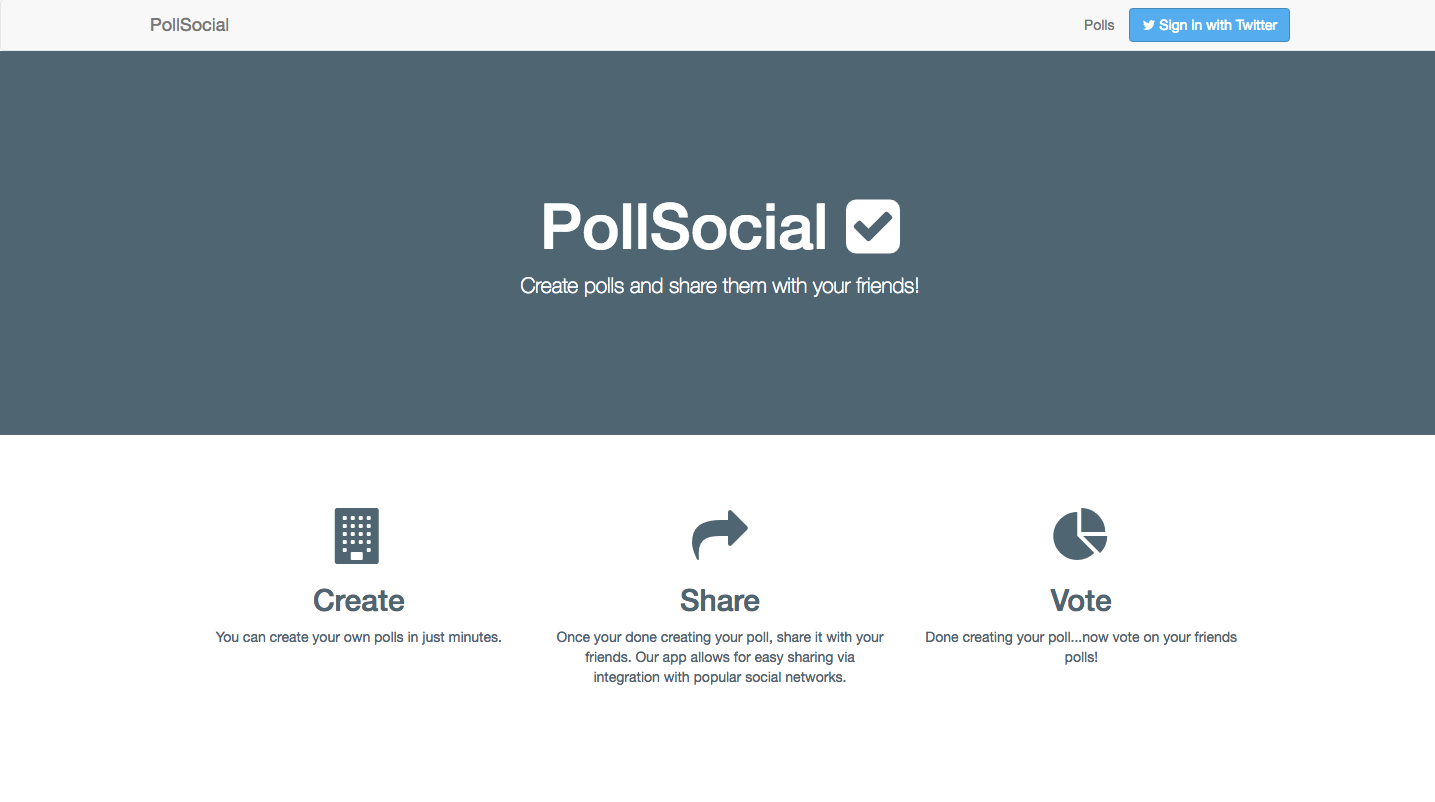 PollSocial
Polls
Sign in with Twitter
PollSocial
Create polls and share them with your friends!
Create
You can create your own polls in just minutes.
Share
Once your done creating your poll, share it with your
friends. Our app allows for easy sharing via
integration with popular social networks.
Vote
Done creating your poll...now vote on your friends
polls!